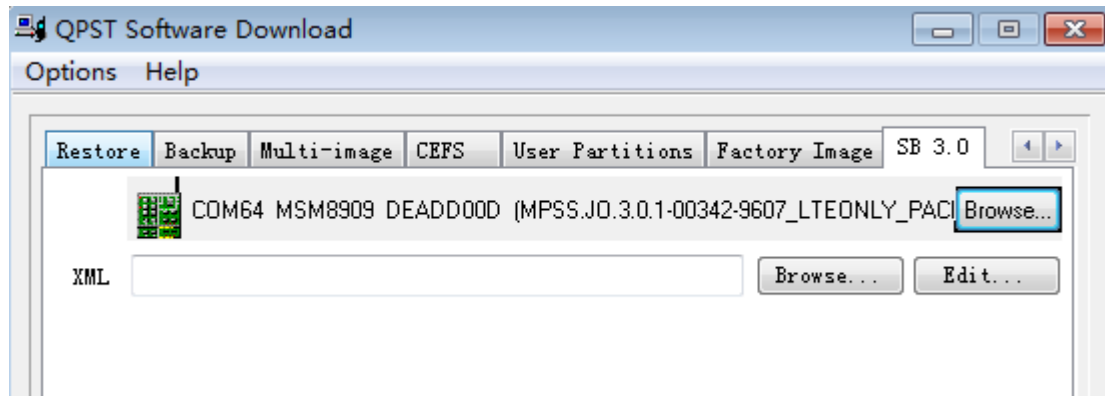 QPST Software Download
Options Help
Restore Backup Multi-image CEFS User Partitions Factory Image SB 3.0
COM64 MSM8909 DEADD00D (MPSS.JO.3.0.1-00342-9607_LTEONLY_PACI Browse...
XML Browse... Edit...